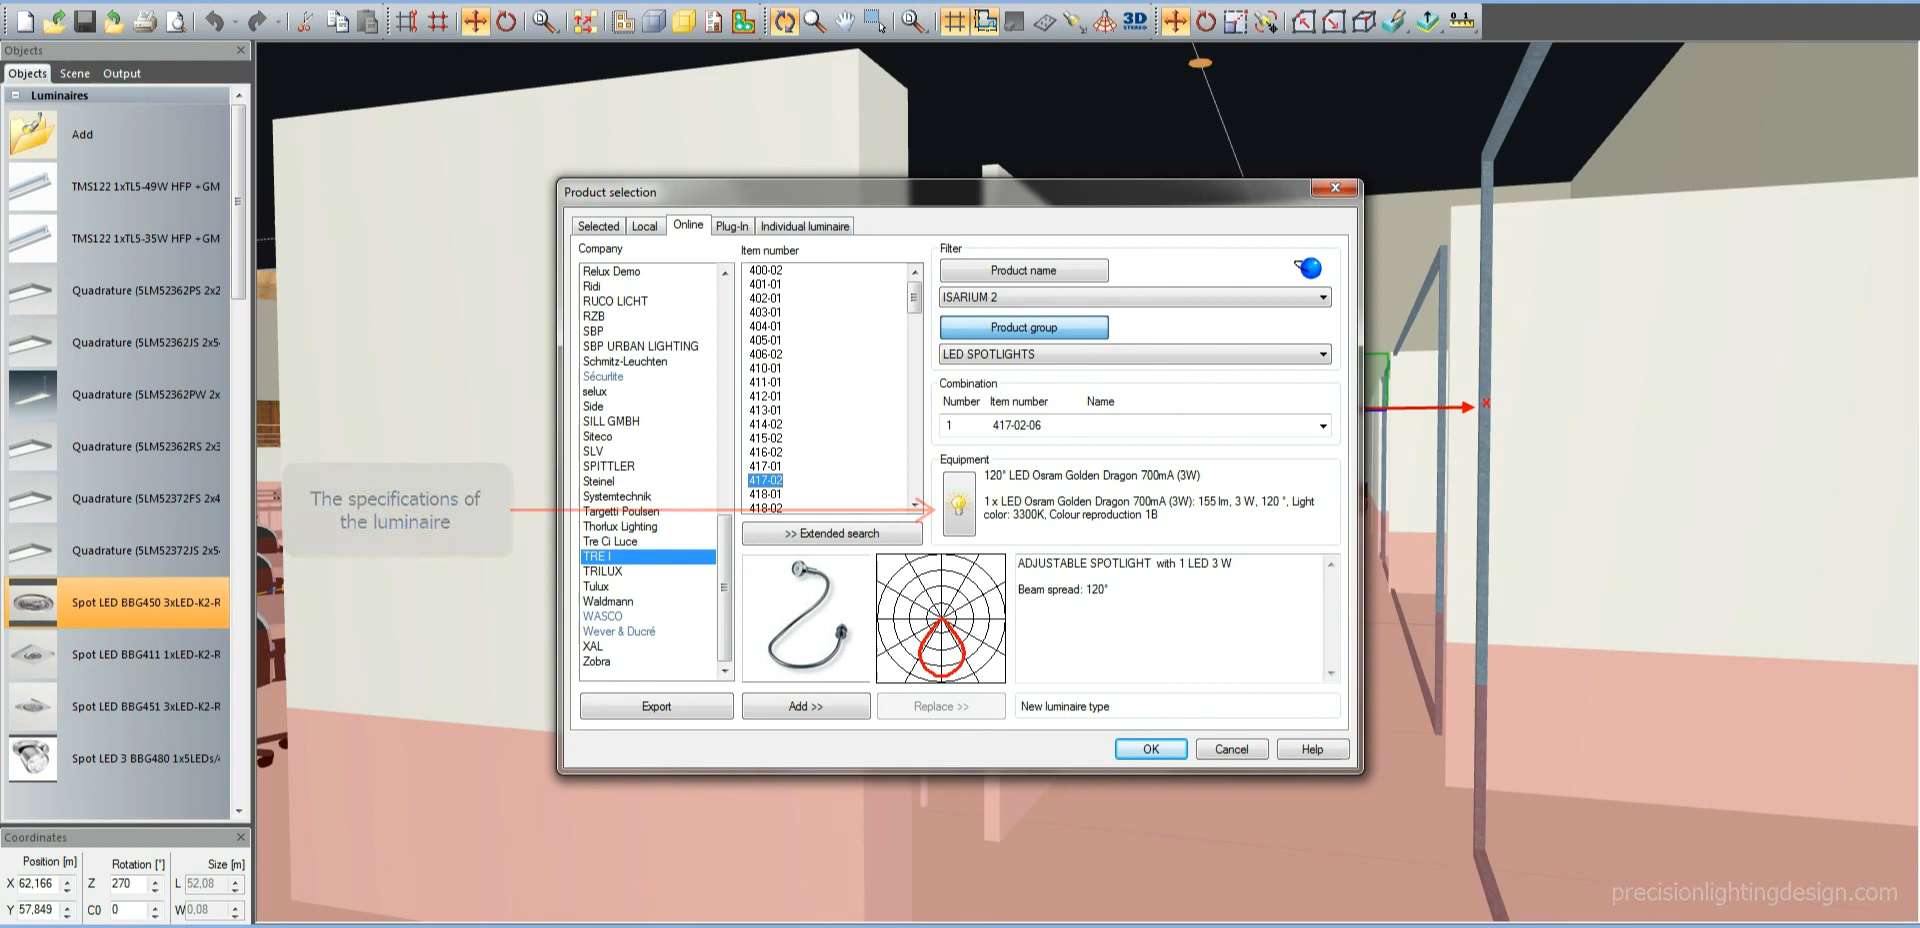 3D
STEREO
0.1
Objects
Objects Scene Output
Luminaires
Add
TMS122 1xTL5-49W HFP +GM
TMS122 1xTL5-35W HFP +GM
Quadrature (5LM52362PS 2x2
Quadrature (5LM52362JS 2x5
Quadrature (5LM52362PW 2x
Quadrature (5LM52362RS 2x3
Quadrature (5LM52372FS 2x4
Quadrature (5LM52372JS 2x5
Spot LED BBG450 3xLED-K2-R
Spot LED BBG411 1xLED-K2-R
Spot LED BBG451 3xLED-K2-R
Spot LED 3 BBG480 1x5LEDs/
Coordinates
Position [m] Rotation [°] Size [m]
X 62,166 Z 270 L 52,08
Y 57,849 C0 0 W 0,08
The specifications of
the luminaire
Product selection
Selected Local Online Plug-In Individual luminaire
Company
Relux Demo
Ridi
RUCO LICHT
RZB
SBP
SBP URBAN LIGHTING
Schmitz-Leuchten
Sécurlite
selux
Side
SILL GMBH
Siteco
SLV
SPITTLER
Steinel
Systemtechnik
Targetti Poulsen
Thorlux Lighting
Tre Ci Luce
TRE I
TRILUX
Tulux
Waldmann
WASCO
Wever & Ducré
XAL
Zobra
Export
Item number
400-02
401-01
402-01
403-01
404-01
405-01
406-02
410-01
411-01
412-01
413-01
414-02
415-02
416-02
417-01
417-02
418-01
418-02
>> Extended search
Add >>
Replace >>
Filter
Product name
ISARIUM 2
Product group
LED SPOTLIGHTS
Combination
Number Item number Name
1 417-02-06
Equipment
120° LED Osram Golden Dragon 700mA (3W)
1 x LED Osram Golden Dragon 700mA (3W): 155 lm, 3 W, 120 °, Light
color: 3300K, Colour reproduction 1B
ADJUSTABLE SPOTLIGHT with 1 LED 3 W
Beam spread: 120°
New luminaire type
OK Cancel Help
X
precisionlightingdesign.com